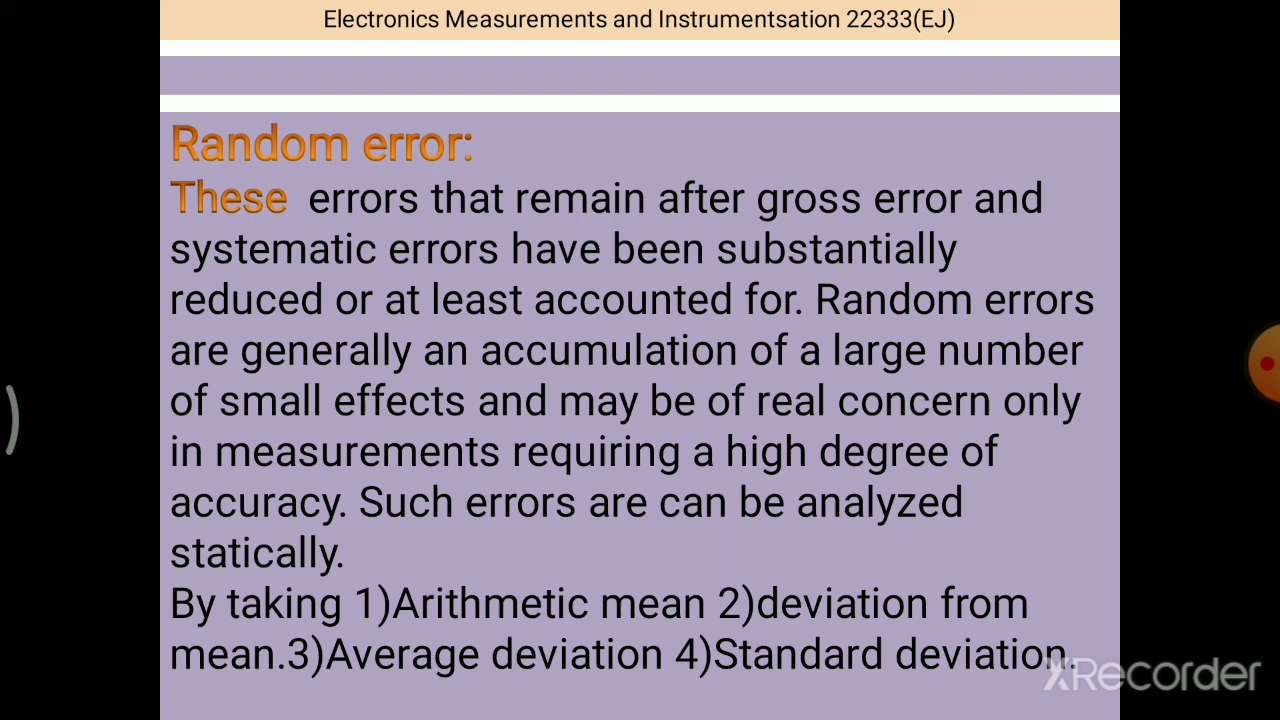 Electronics Measurements and Instrumentsation 22333(EJ)
Random error:
These errors that remain after gross error and
systematic errors have been substantially
reduced or at least accounted for. Random errors
are generally an accumulation of a large number
of small effects and may be of real concern only
in measurements requiring a high degree of
accuracy. Such errors are can be analyzed
statically.
By taking 1)Arithmetic mean 2)deviation from
mean.3)Average deviation 4)Standard deviation.
XRecorder